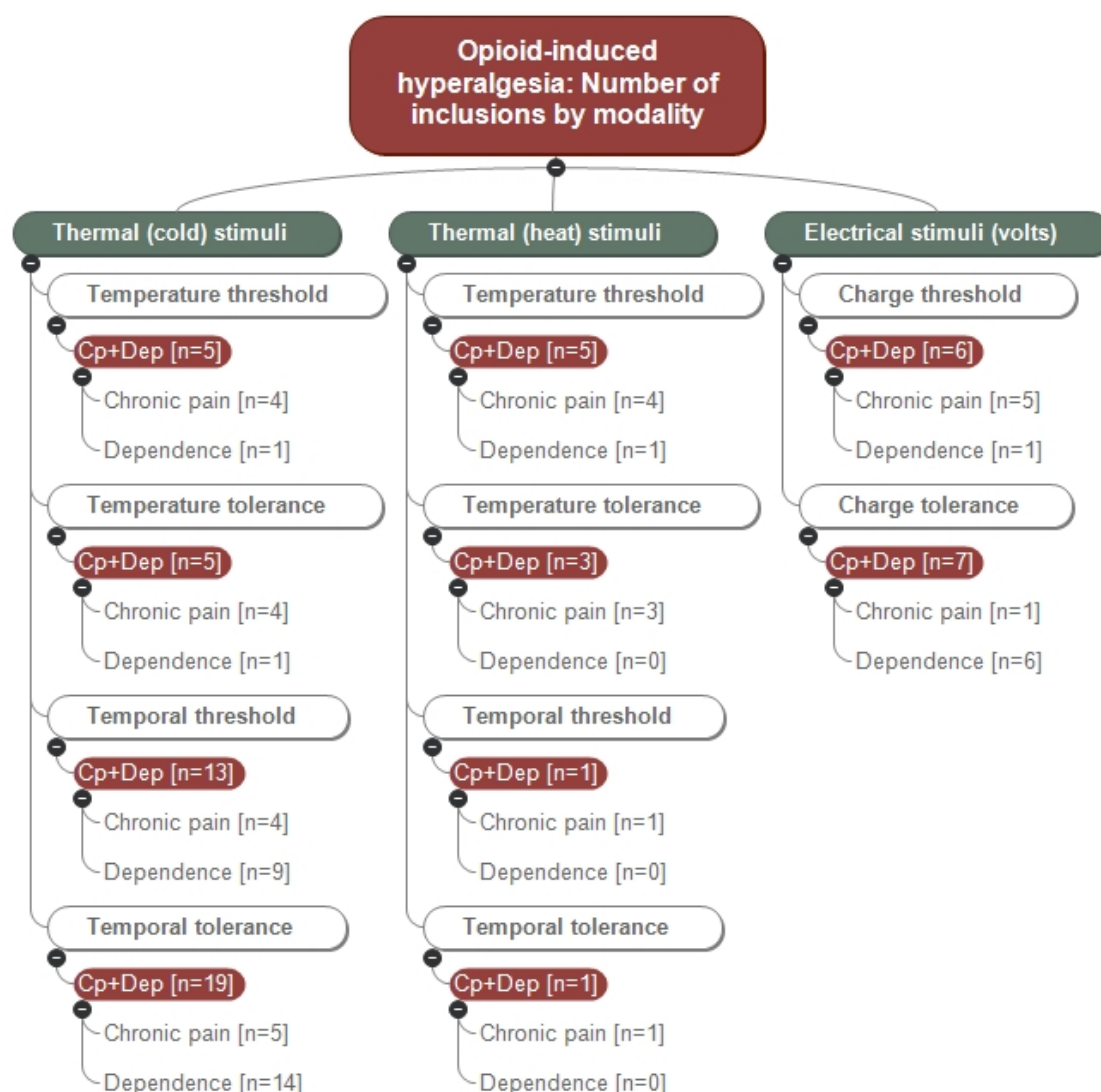 Opioid-induced
hyperalgesia: Number of
inclusions by modality
Thermal (cold) stimuli
Temperature threshold
Cp+Dep [n=5]
Chronic pain [n=4]
Dependence [n=1]
Temperature tolerance
Cp+Dep [n=5]
Chronic pain [n=4]
Dependence [n=1]
Temporal threshold
Cp+Dep [n=13]
Chronic pain [n=4]
Dependence [n=9]
Temporal tolerance
Cp+Dep [n=19]
Chronic pain [n=5]
Dependence [n=14]
Thermal (heat) stimuli
Temperature threshold
Cp+Dep [n=5]
Chronic pain [n=4]
Dependence [n=1]
Temperature tolerance
Cp+Dep [n=3]
Chronic pain [n=3]
Dependence [n=0]
Temporal threshold
Cp+Dep [n=1]
Chronic pain [n=1]
Dependence [n=0]
Temporal tolerance
Cp+Dep [n=1]
Chronic pain [n=1]
Dependence [n=0]
Electrical stimuli (volts)
Charge threshold
Cp+Dep [n=6]
Chronic pain [n=5]
Dependence [n=1]
Charge tolerance
Cp+Dep [n=7]
Chronic pain [n=1]
Dependence [n=6]